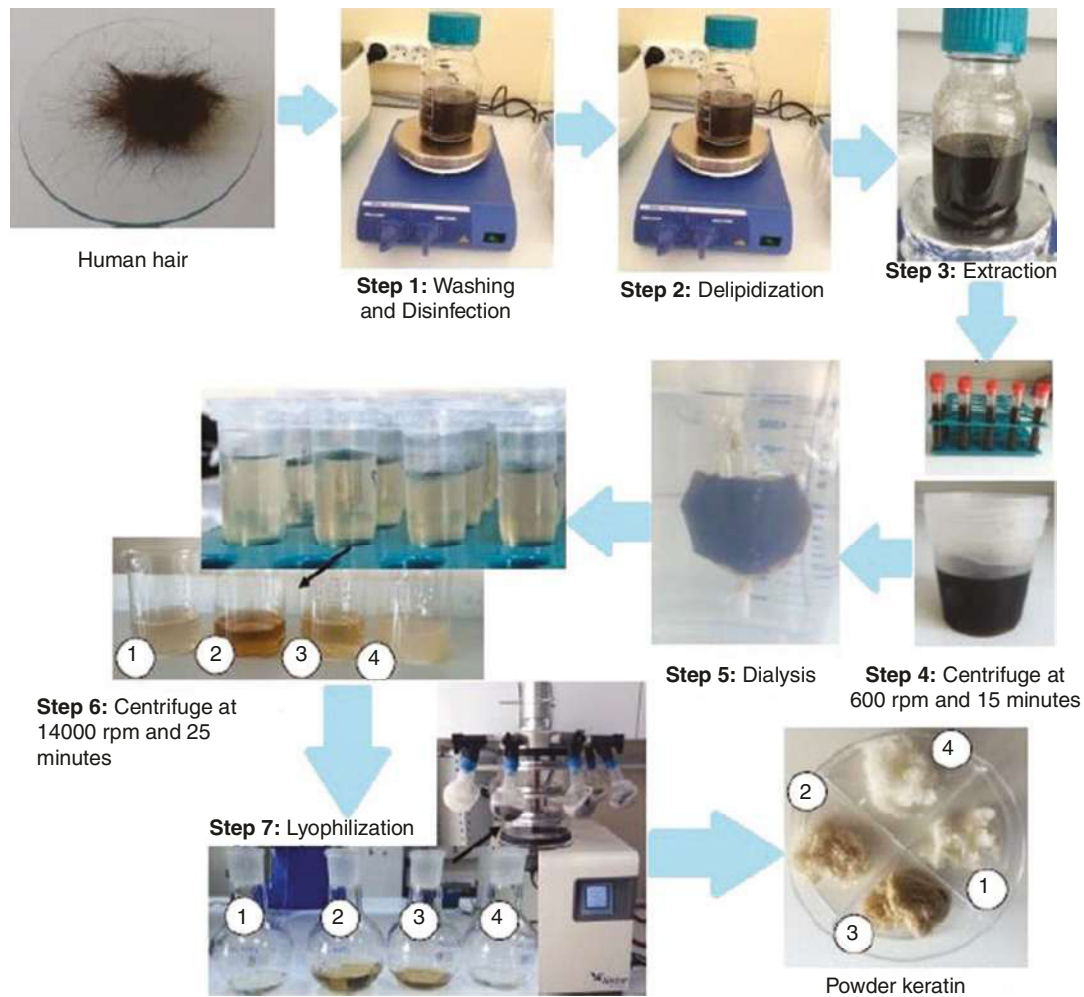 Human hair
Step 1: Washing
and Disinfection
Step 2: Delipidization
Step 3: Extraction
Step 4: Centrifuge at
600 rpm and 15 minutes
Step 5: Dialysis
1
2
3
4
Step 6: Centrifuge at
14000 rpm and 25
minutes
Step 7: Lyophilization
1
2
3
4
4
2
1
3
Powder keratin